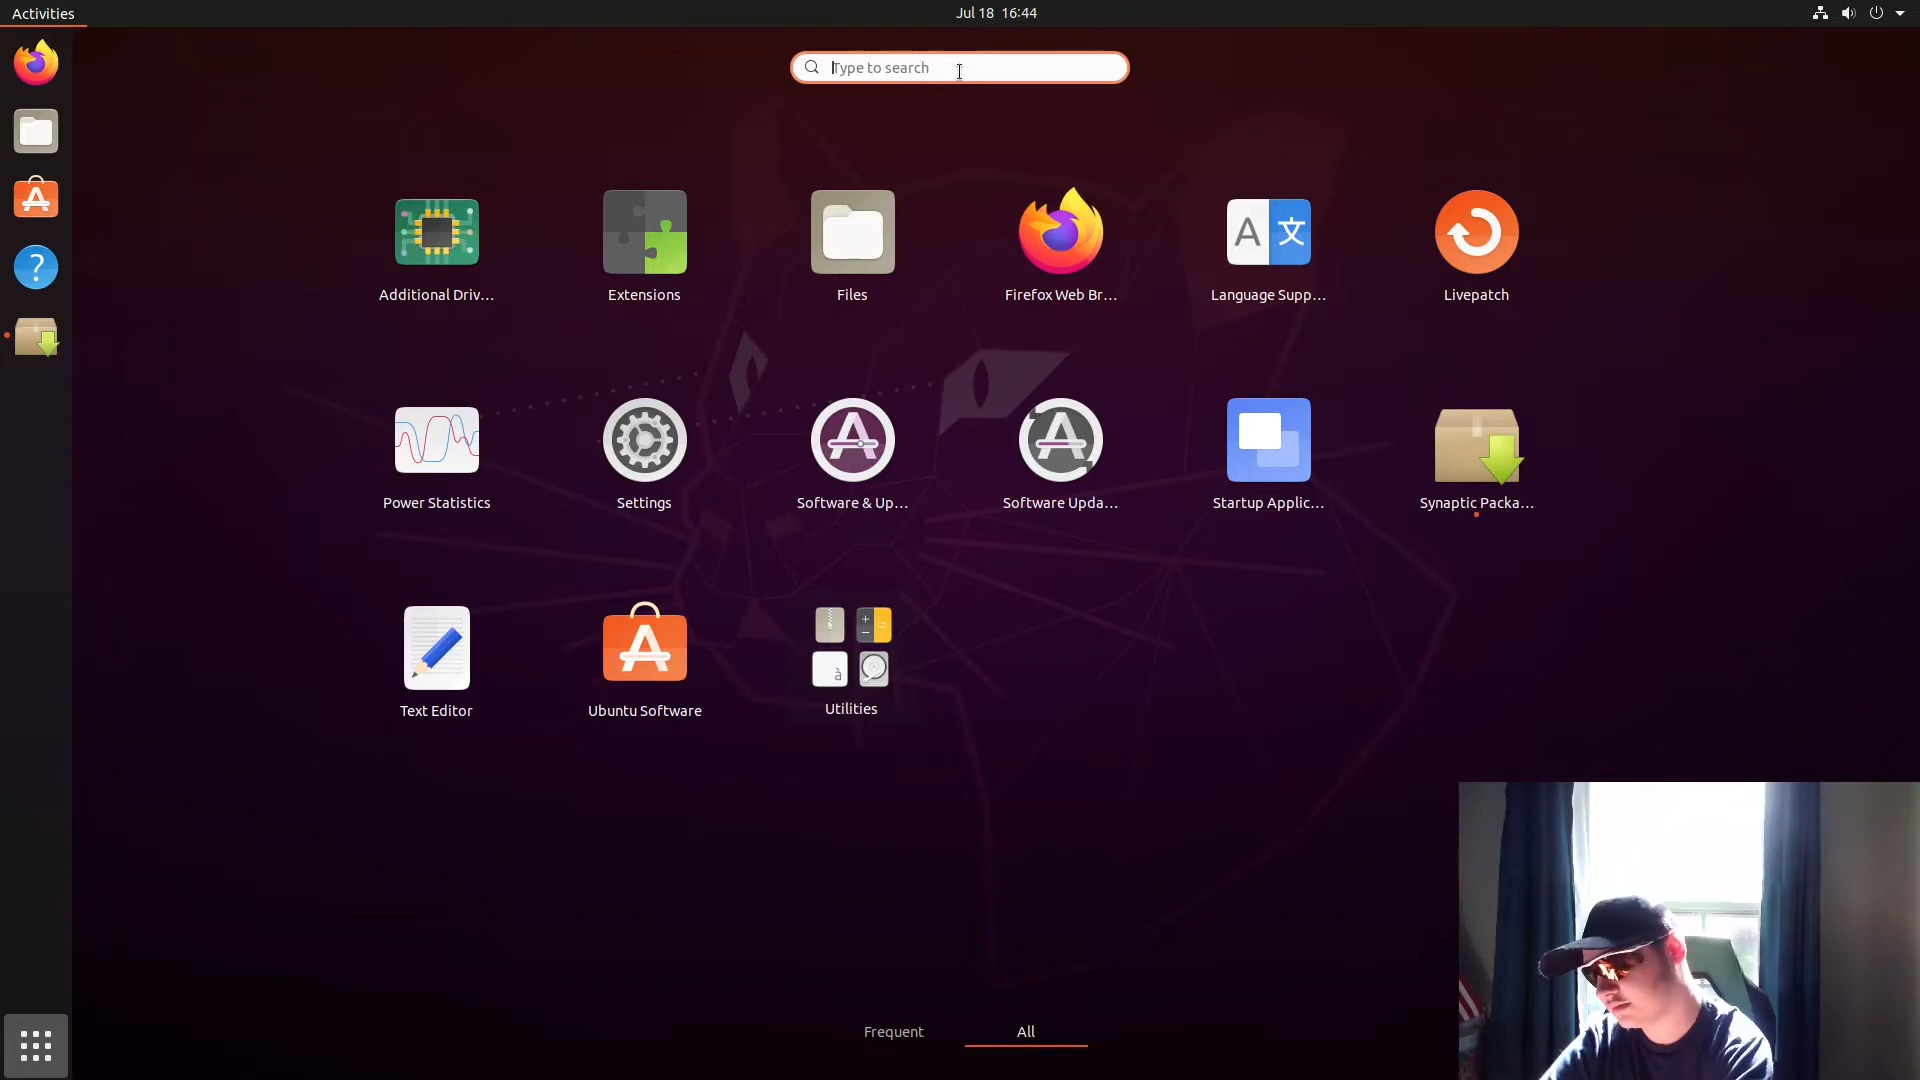 Activities
Jul 18 16:44
Type to search
Additional Driv...
Extensions
Files
Firefox Web Br...
Language Supp...
Livepatch
Power Statistics
Settings
Software & Up...
Software Upda...
Startup Applic...
Synaptic Packa...
Text Editor
Ubuntu Software
Utilities
Frequent
All